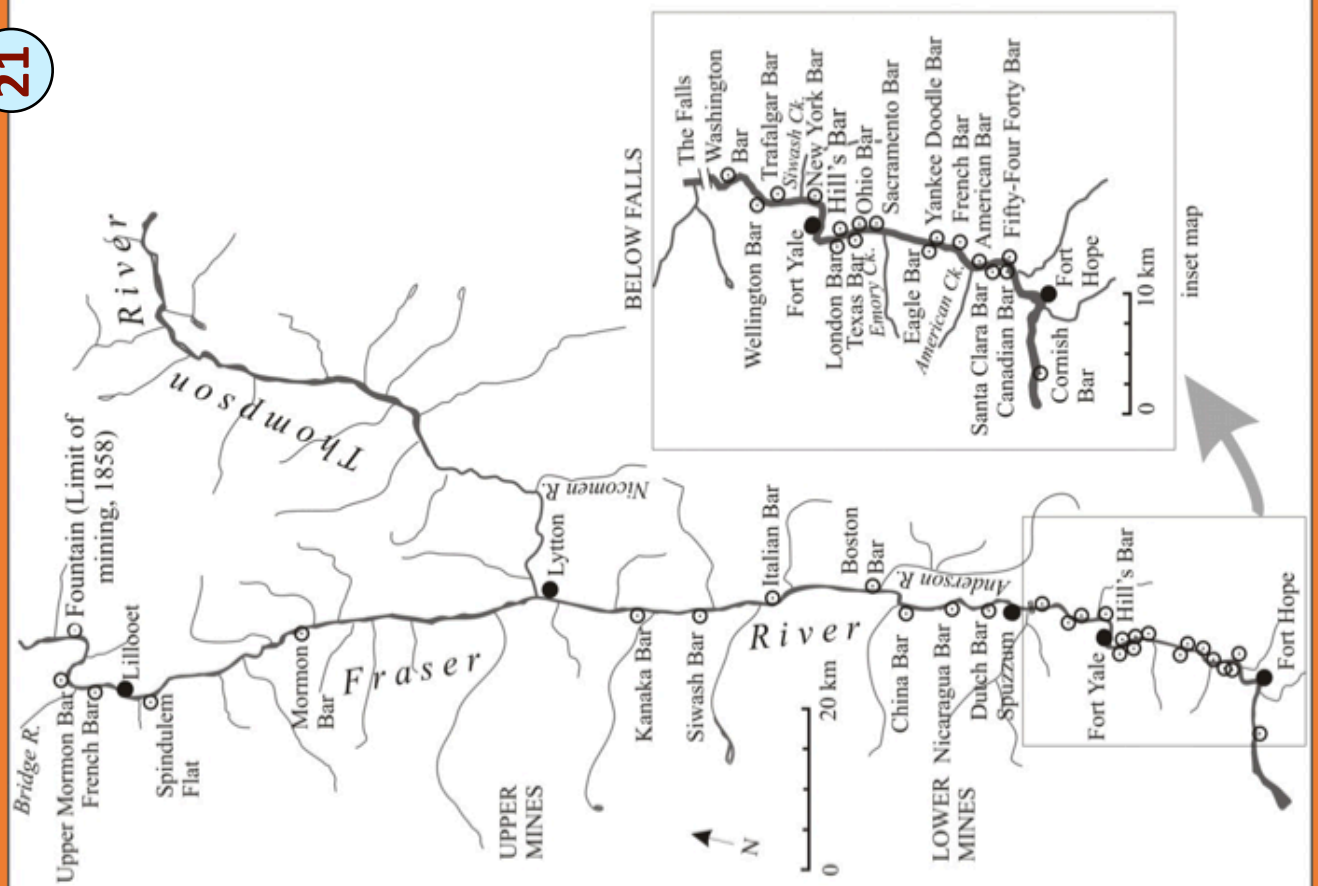 21
Bridge R.
Upper Mormon Bar
French Bar
Fountain (Limit of
mining, 1858)
Lillooet
Spindulem
Flat
Mormon
Bar
Fraser
River
Thompson
River
Nicomen R.
Lytton
Kanaka Bar
Siwash Bar
Italian Bar
Boston
Bar
Anderson R.
China Bar
Nicaragua Bar
Dutch Bar
Spuzzum
Fort Yale
Hill's Bar
Fort Hope
UPPER
MINES
LOWER
MINES
N
0
20 km
BELOW FALLS
The Falls
Washington
Bar
Wellington Bar
Trafalgar Bar
Siwash Ck.
New York Bar
Fort Yale
Hill's Bar
London Bar
Ohio Bar
Texas Bar
Sacramento Bar
Emory Ck.
Yankee Doodle Bar
Eagle Bar
French Bar
American Ck.
American Bar
Santa Clara Bar
Fifty-Four Forty Bar
Canadian Bar
Fort
Hope
Cornish
Bar
0
10 km
inset map